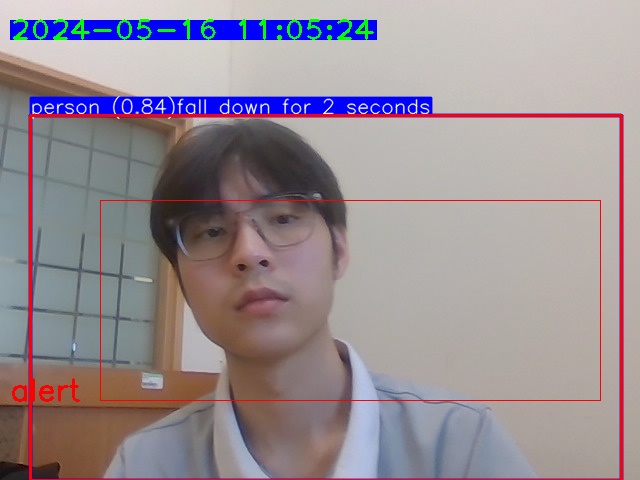 2024-05-16 11:05:24
person (0.84)fall down for 2 seconds
alert